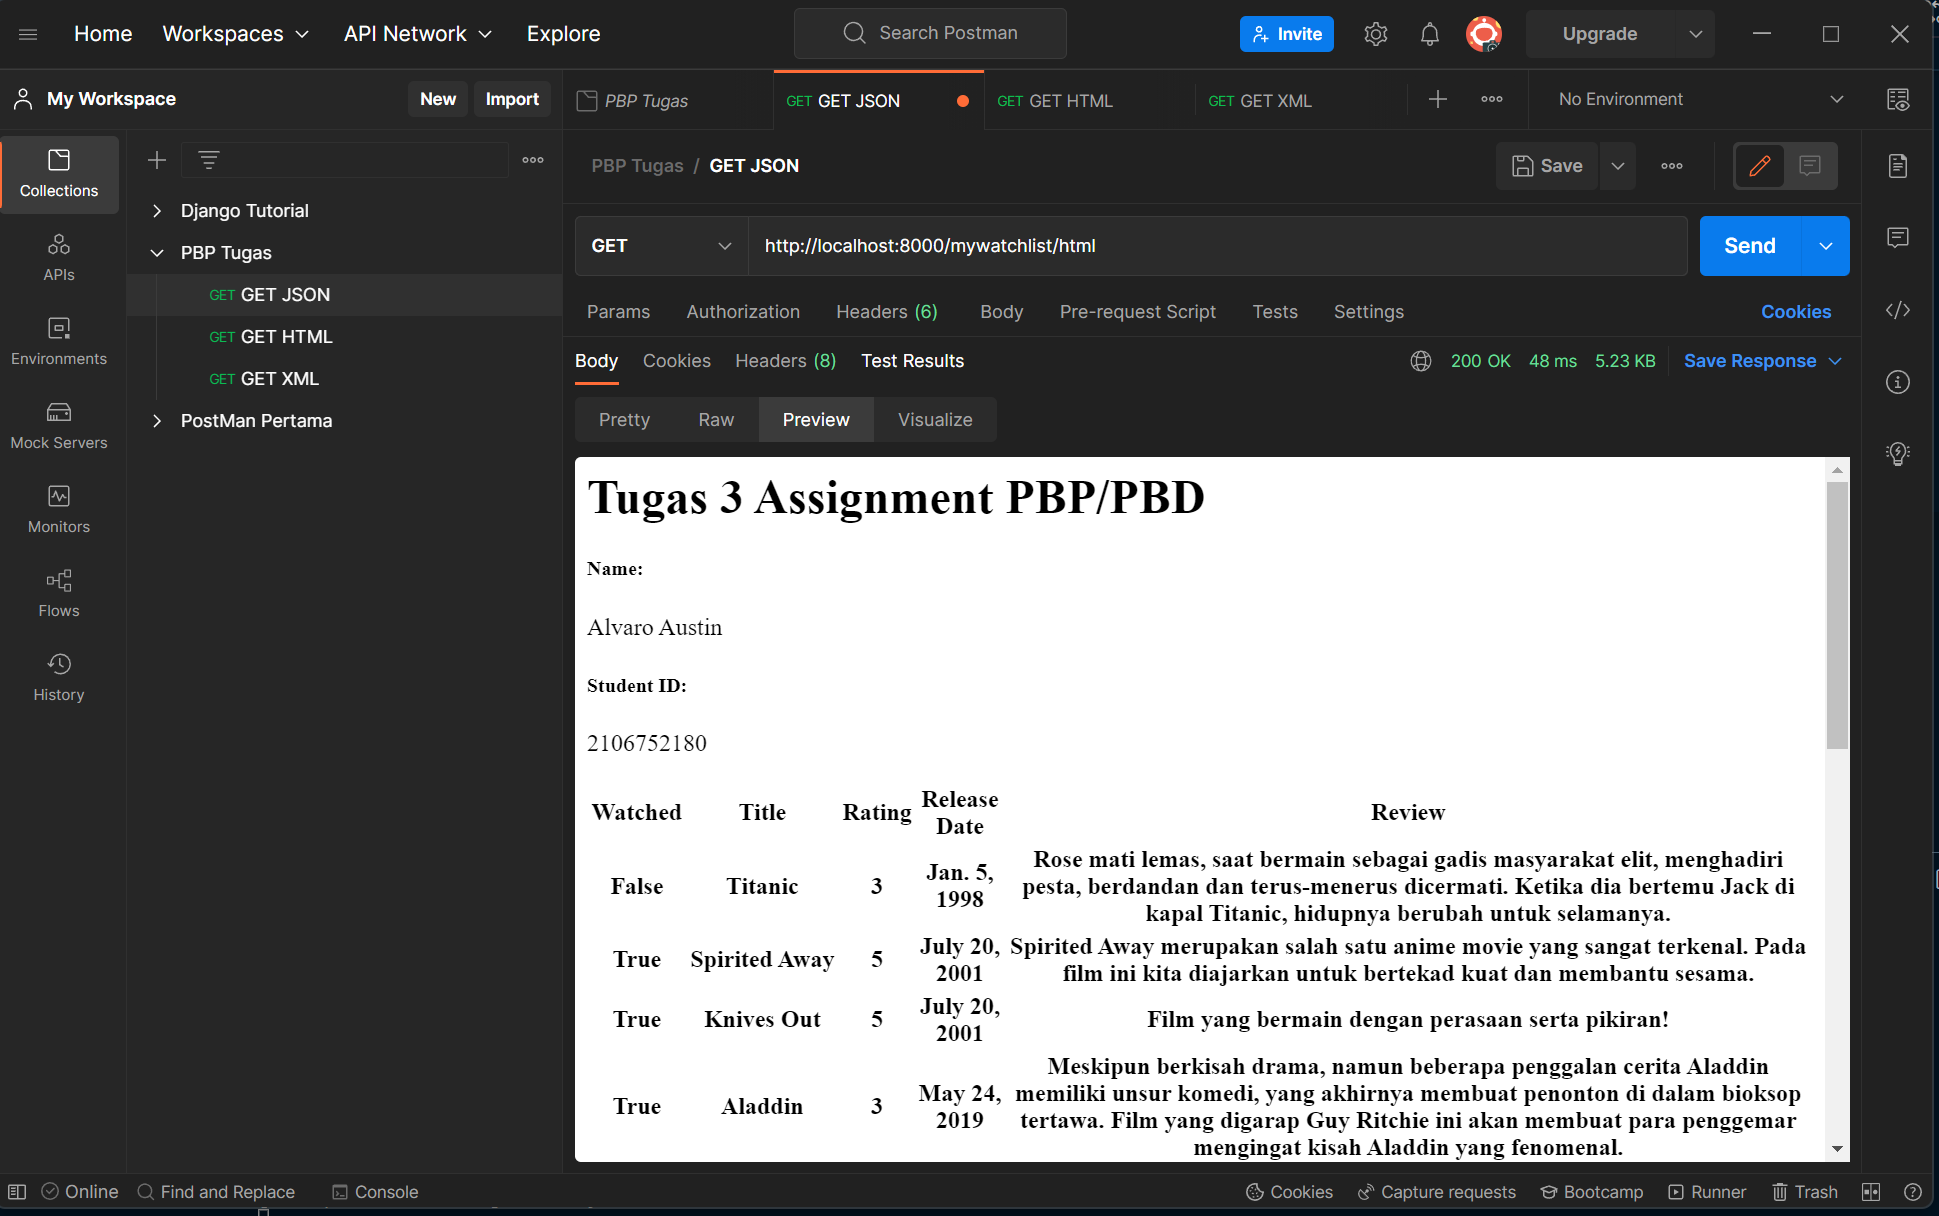 Home Workspaces API Network Explore Search Postman Invite Upgrade
My Workspace New Import PBP Tugas GET GET JSON GET GET HTML GET GET XML No Environment
Collections
APIs
Environments
Mock Servers
Monitors
Flows
History
Django Tutorial
PBP Tugas
GET GET JSON
GET GET HTML
GET GET XML
PostMan Pertama
PBP Tugas / GET JSON Save
GET http://localhost:8000/mywatchlist/html Send
Params Authorization Headers (6) Body Pre-request Script Tests Settings Cookies
Body Cookies Headers (8) Test Results 200 OK 48 ms 5.23 KB Save Response
Pretty Raw Preview Visualize
Tugas 3 Assignment PBP/PBD
Name:
Alvaro Austin
Student ID:
2106752180
Watched Title Rating Release Date Review
False Titanic 3 Jan. 5, 1998
Rose mati lemas, saat bermain sebagai gadis masyarakat elit, menghadiri
pesta, berdandan dan terus-menerus dicermati. Ketika dia bertemu Jack di
kapal Titanic, hidupnya berubah untuk selamanya.
True Spirited Away 5 July 20, 2001
Spirited Away merupakan salah satu anime movie yang sangat terkenal. Pada
film ini kita diajarkan untuk bertekad kuat dan membantu sesama.
True Knives Out 5 July 20, 2001
Film yang bermain dengan perasaan serta pikiran!
True Aladdin 3 May 24, 2019
Meskipun berkisah drama, namun beberapa penggalan cerita Aladdin
memiliki unsur komedi, yang akhirnya membuat penonton di dalam bioksop
tertawa. Film yang digarap Guy Ritchie ini akan membuat para penggemar
mengingat kisah Aladdin yang fenomenal.
Online Find and Replace Console Cookies Capture requests Bootcamp Runner Trash